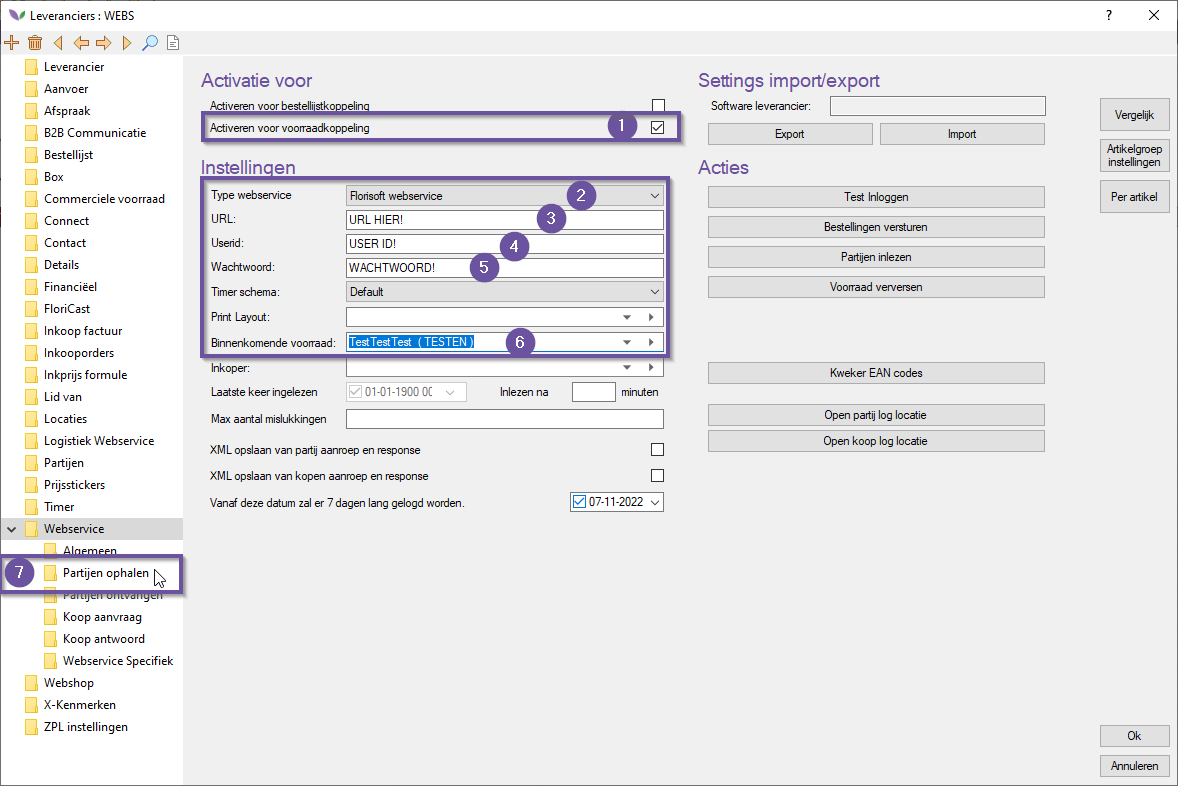 Leveranciers : WEBS
?
Leverancier
Aanvoer
Afspraak
B2B Communicatie
Bestellijst
Box
Commerciele voorraad
Connect
Contact
Details
Financiëel
FloriCast
Inkoop factuur
Inkooporders
Inkprijs formule
Lid van
Locaties
Logistiek Webservice
Partijen
Prijsstickers
Timer
Webservice
Algemeen
7 Partijen ophalen
Partijen ontvangen
Koop aanvraag
Koop antwoord
Webservice Specifiek
Webshop
X-Kenmerken
ZPL instellingen
Activatie voor
Activeren voor bestellijstkoppeling
Activeren voor voorraadkoppeling 1
Instellingen
Type webservice Florisoft webservice 2
URL: URL HIER! 3
Userid: USER ID! 4
Wachtwoord: WACHTWOORD! 5
Timer schema: Default
Print Layout:
Binnenkomende voorraad: TestTestTest ( TESTEN ) 6
Inkoper:
Laatste keer ingelezen 01-01-1900 00 Inlezen na minuten
Max aantal mislukkingen
XML opslaan van partij aanroep en response
XML opslaan van kopen aanroep en response
Vanaf deze datum zal er 7 dagen lang gelogd worden. 07-11-2022
Settings import/export
Software leverancier:
Export Import
Acties
Test Inloggen
Bestellingen versturen
Partijen inlezen
Voorraad verversen
Kweker EAN codes
Open partij log locatie
Open koop log locatie
Vergelijk
Artikelgroep
instellingen
Per artikel
Ok
Annuleren